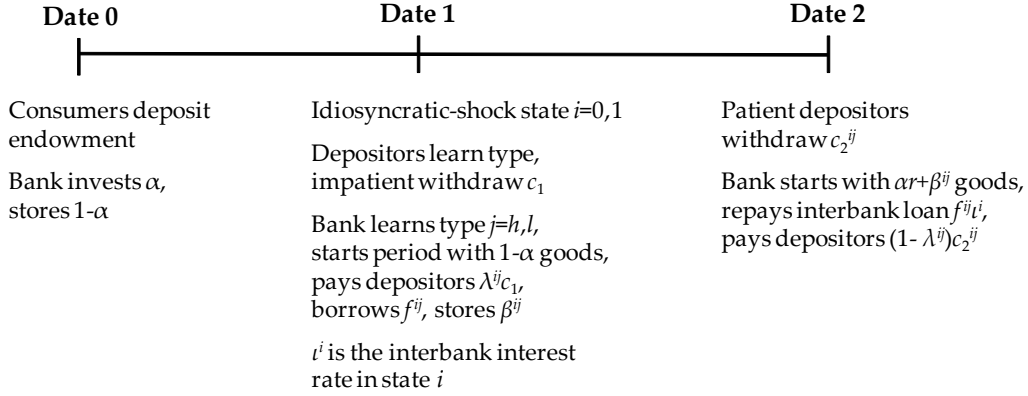 Date 0
Date 1
Date 2
Consumers deposit
endowment
Bank invests α,
stores 1-α
Idiosyncratic-shock state i=0,1
Depositors learn type,
impatient withdraw c₁
Bank learns type j=h,l,
starts period with 1-α goods,
pays depositors λⁱʲc₁,
borrows fⁱʲ, stores βⁱʲ
ιⁱ is the interbank interest
rate in state i
Patient depositors
withdraw c₂ⁱʲ
Bank starts with αr+βⁱʲ goods,
repays interbank loan fⁱʲιⁱ,
pays depositors (1- λⁱʲ)c₂ⁱʲ